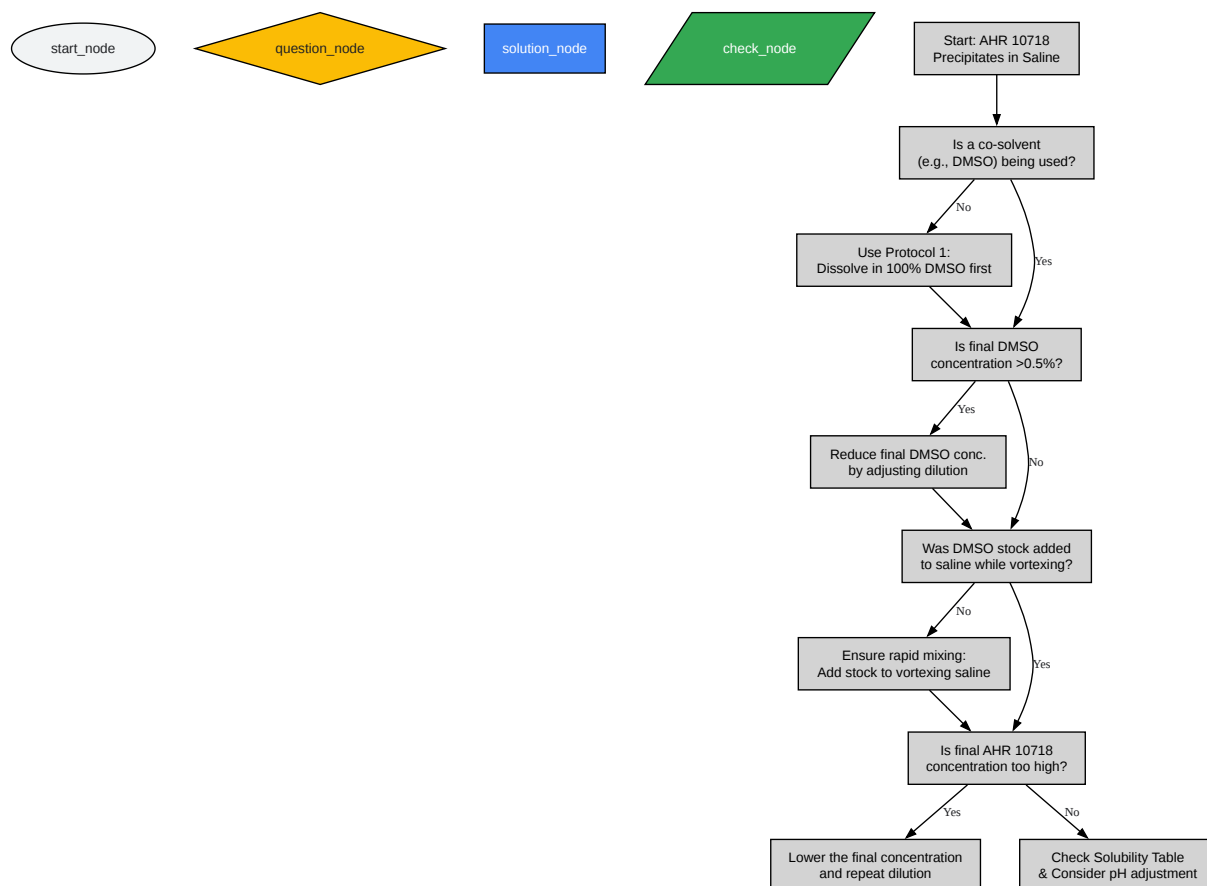 start_node
question_node
solution_node
check_node
Start: AHR 10718
Precipitates in Saline
Is a co-solvent
(e.g., DMSO) being used?
No
Yes
Use Protocol 1:
Dissolve in 100% DMSO first
Is final DMSO
concentration >0.5%?
Yes
No
Reduce final DMSO conc.
by adjusting dilution
Was DMSO stock added
to saline while vortexing?
No
Yes
Ensure rapid mixing:
Add stock to vortexing saline
Is final AHR 10718
concentration too high?
Yes
No
Lower the final concentration
and repeat dilution
Check Solubility Table
& Consider pH adjustment